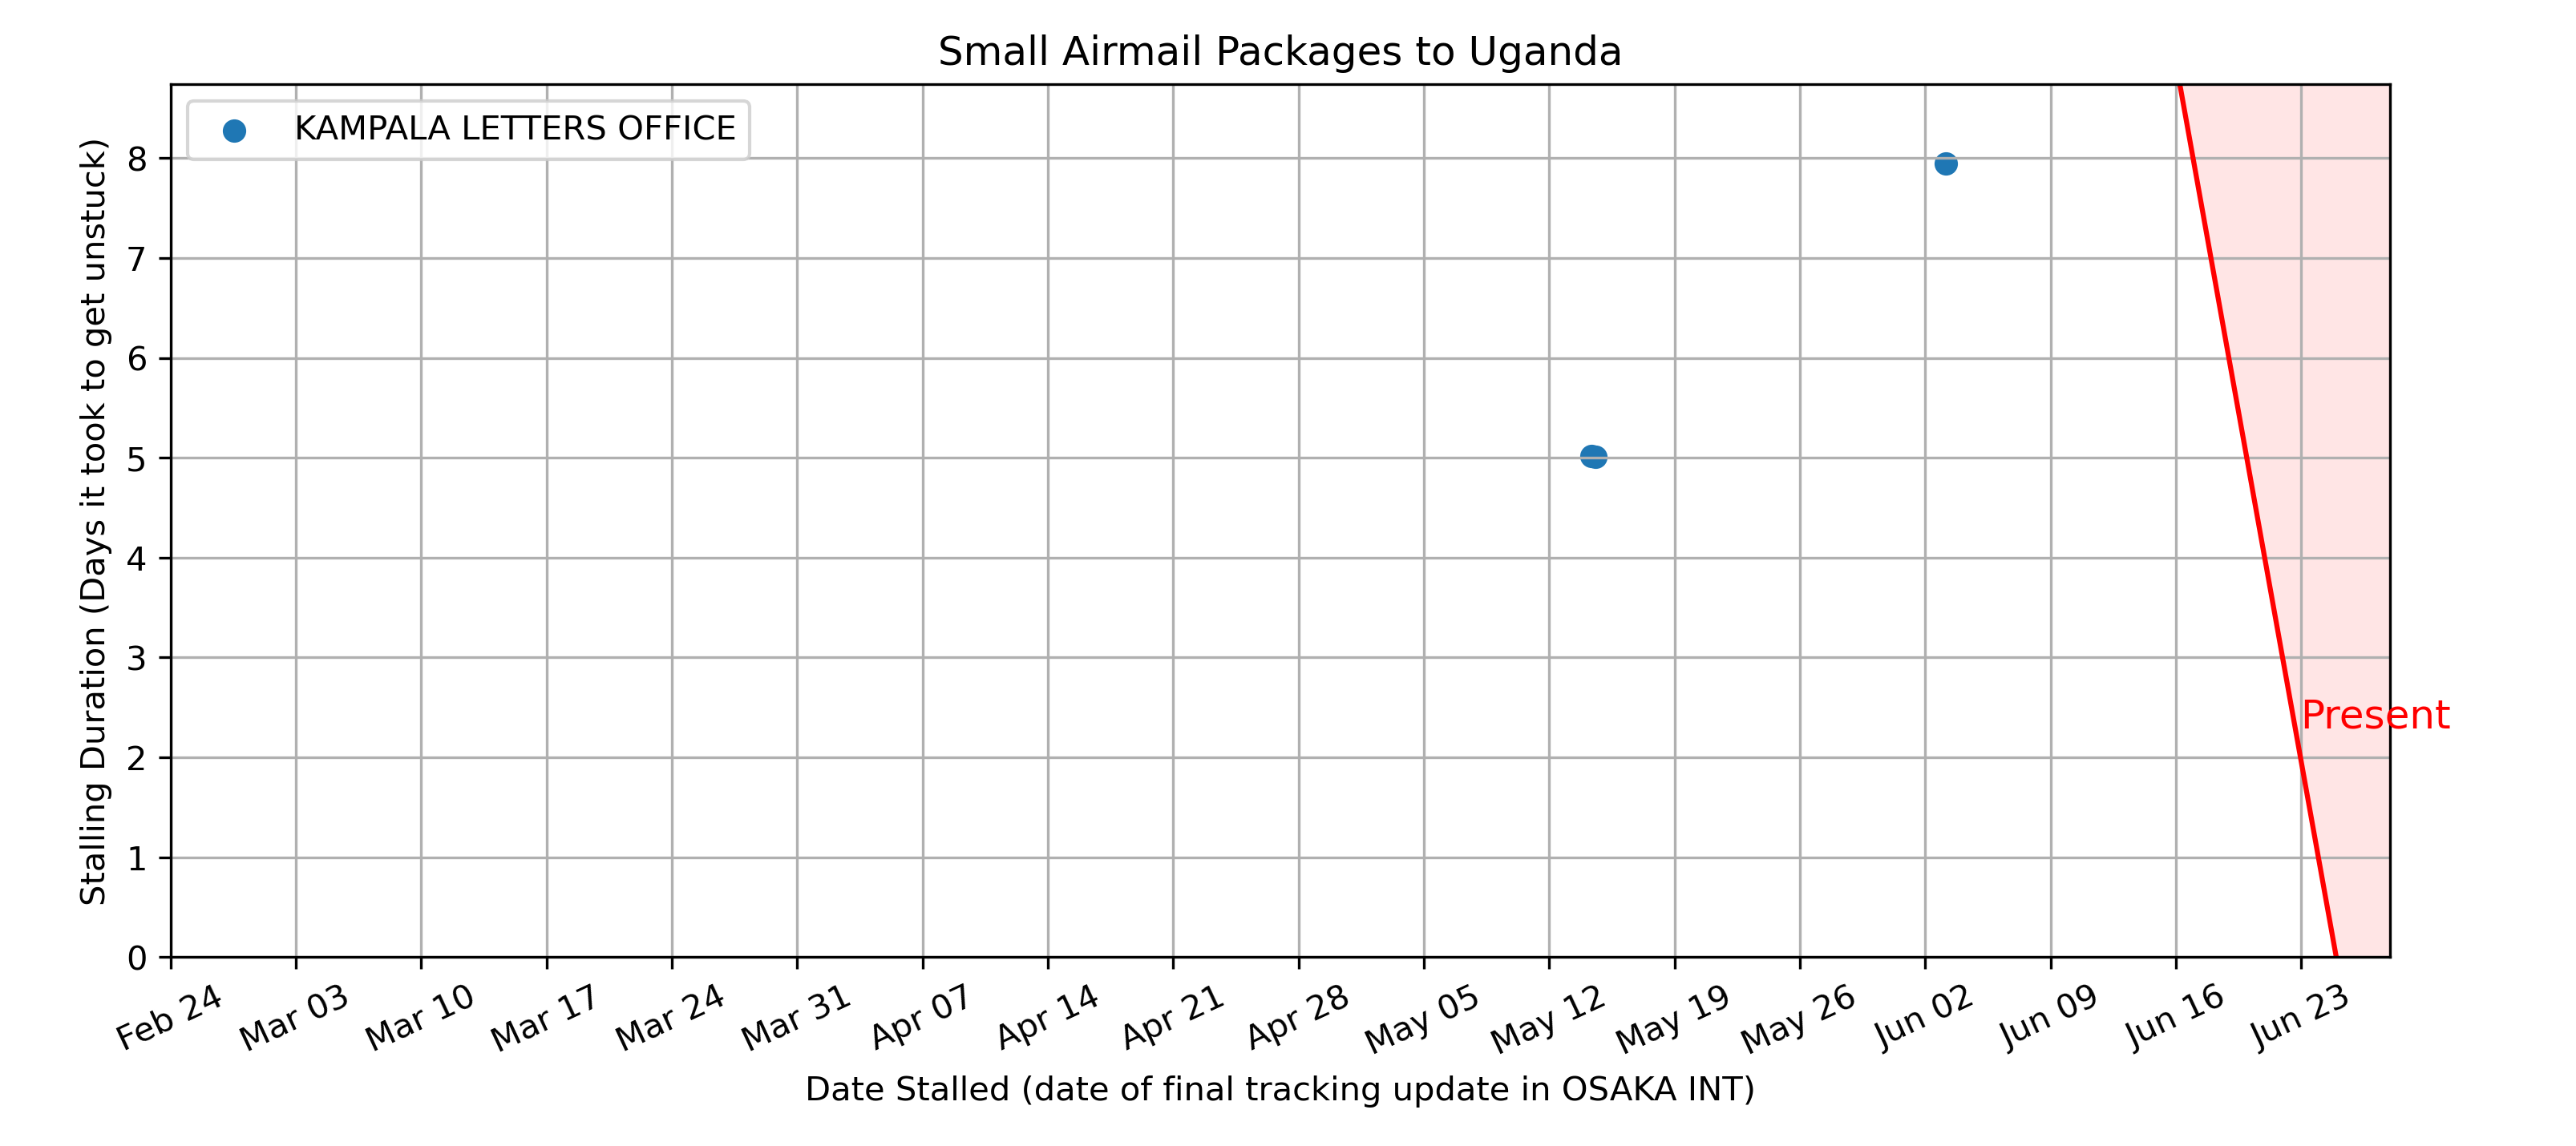 Small Airmail Packages to Uganda
KAMPALA LETTERS OFFICE
Stalling Duration (Days it took to get unstuck)
8
7
6
5
4
3
2
1
0
Present
Feb 24
Mar 03
Mar 10
Mar 17
Mar 24
Mar 31
Apr 07
Apr 14
Apr 21
Apr 28
May 05
May 12
May 19
May 26
Jun 02
Jun 09
Jun 16
Jun 23
Date Stalled (date of final tracking update in OSAKA INT)